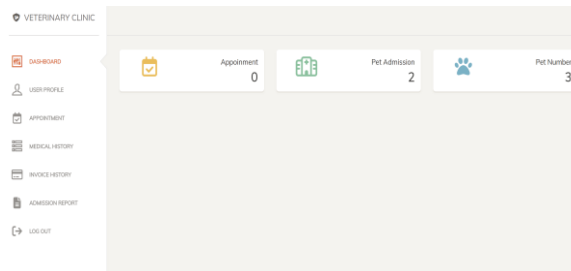 VETERINARY CLINIC
DASHBOARD
USER PROFILE
APPOINTMENT
MEDICAL HISTORY
INVOICE HISTORY
ADMISSION REPORT
LOG OUT
Appoinment
0
Pet Admission
2
Pet Number
3